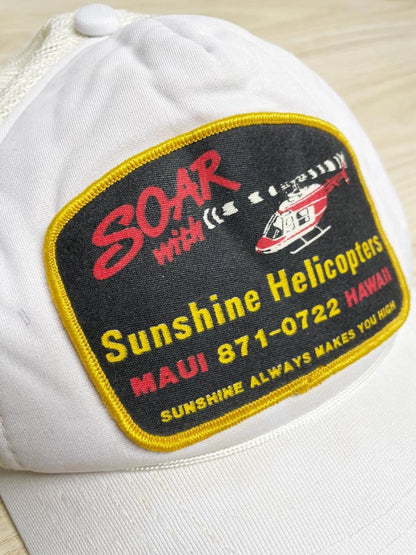 SOAR
with
Sunshine Helicopters
MAUI 871-0722 HAWAII
SUNSHINE ALWAYS MAKES YOU HIGH